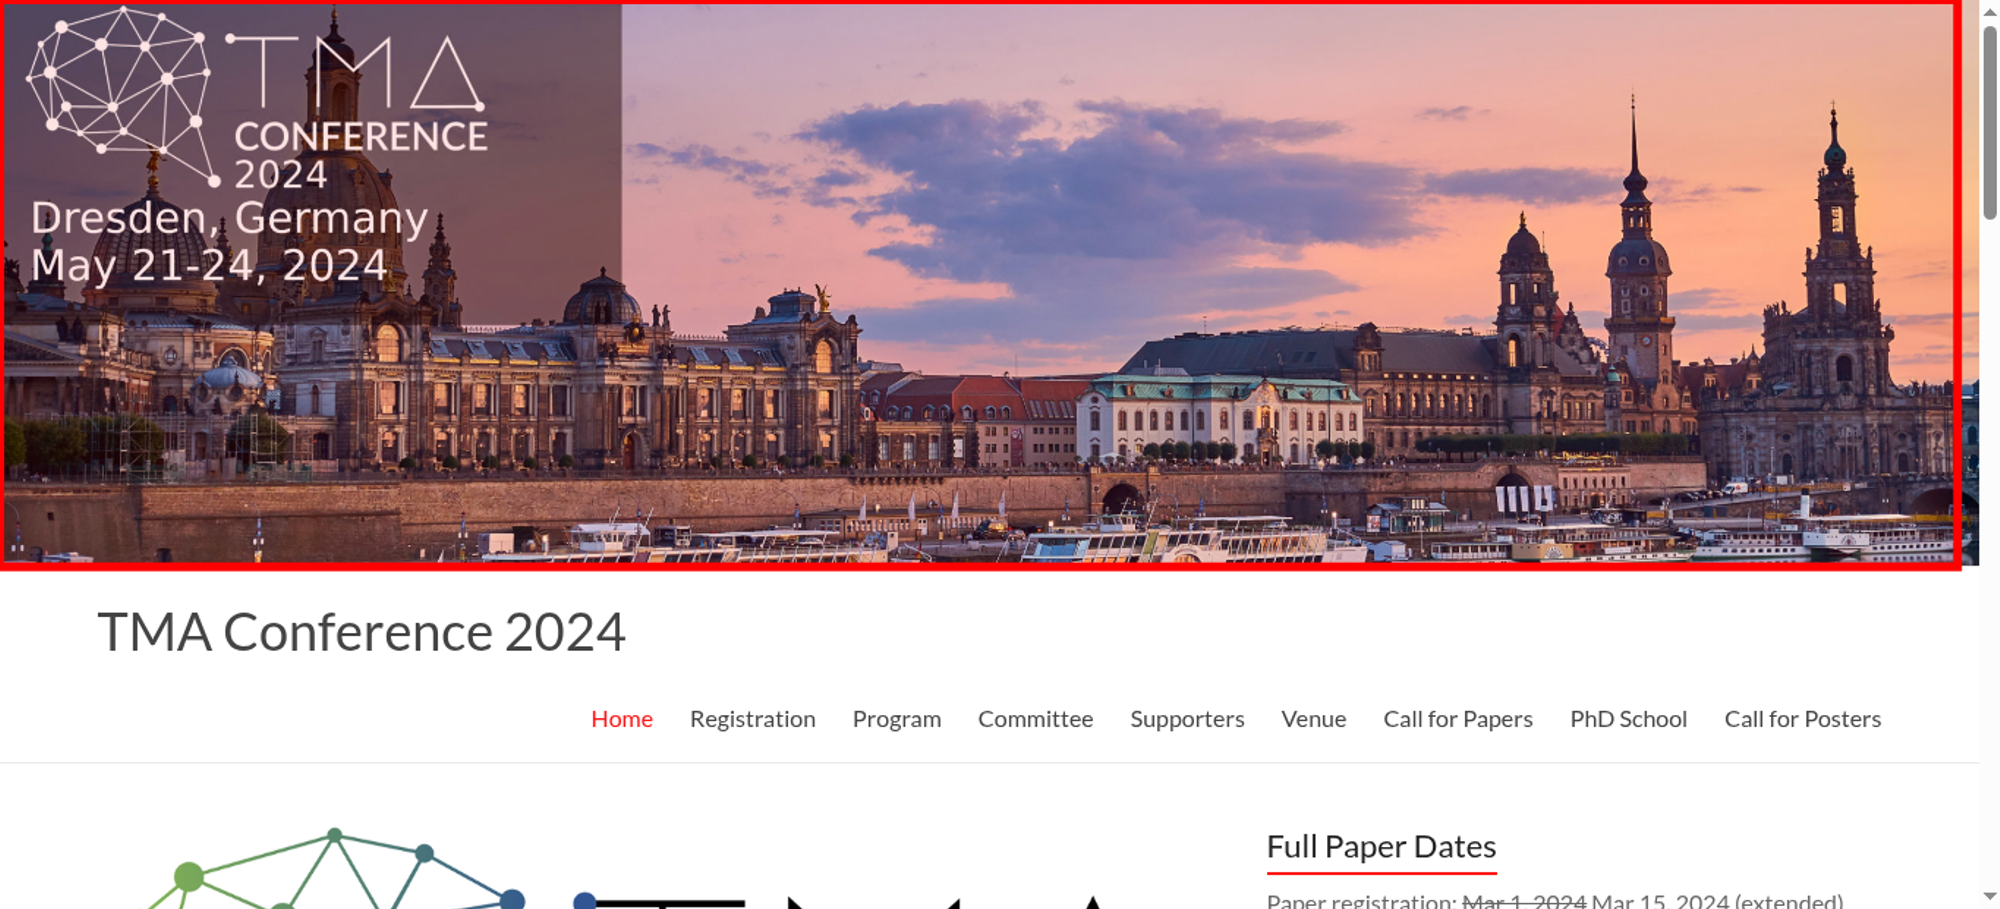 TMA
CONFERENCE
2024
Dresden, Germany
May 21-24, 2024
TMA Conference 2024
Home Registration Program Committee Supporters Venue Call for Papers PhD School Call for Posters
TMA
Full Paper Dates
Paper registration: Mar 1, 2024 Mar 15, 2024 (extended)